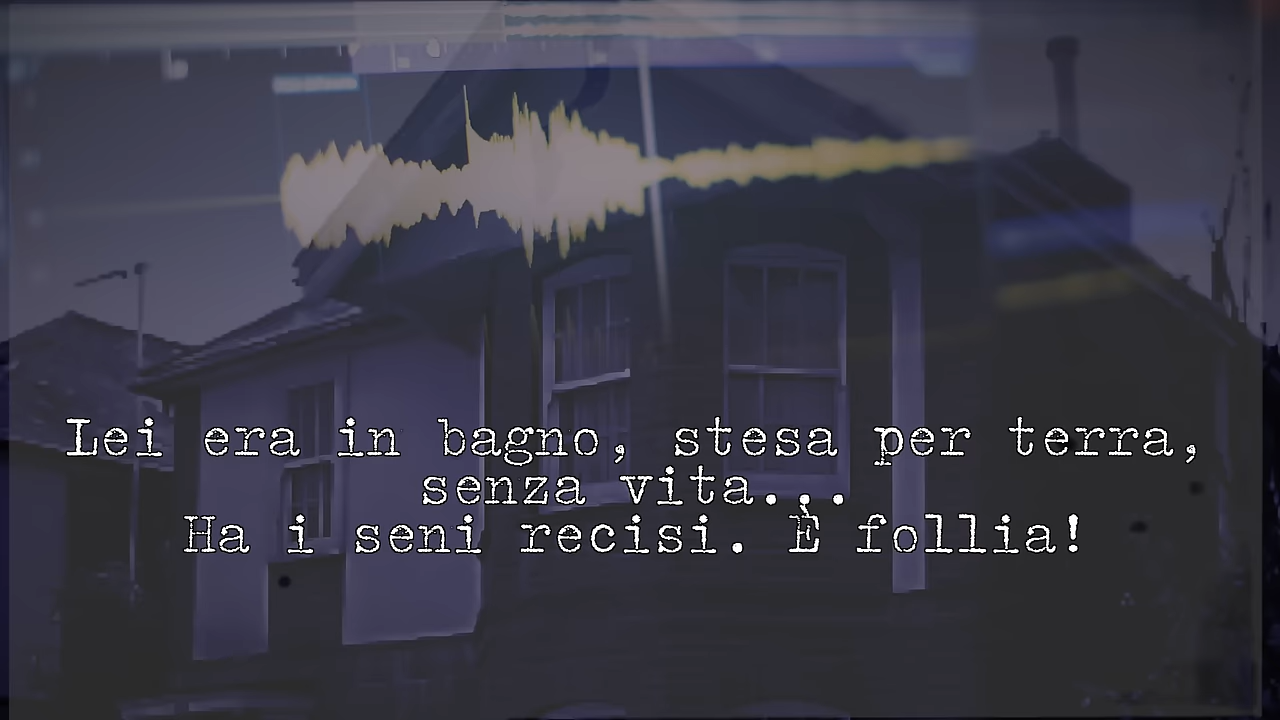 Lei era in bagno, stesa per terra,
senza vita...
Ha i seni recisi. È follia!